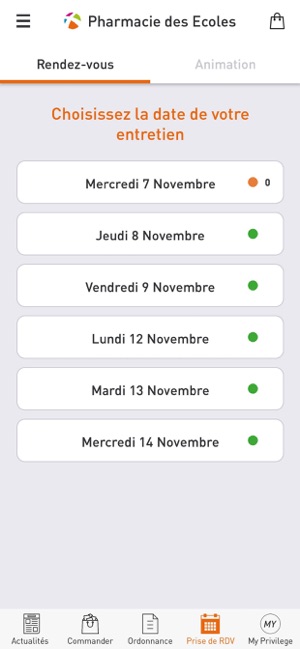 Pharmacie des Ecoles
Rendez-vous Animation
Choisissez la date de votre
entretien
Mercredi 7 Novembre 0
Jeudi 8 Novembre
Vendredi 9 Novembre
Lundi 12 Novembre
Mardi 13 Novembre
Mercredi 14 Novembre
MY
Actualités Commander Ordonnance Prise de RDV My Privilege